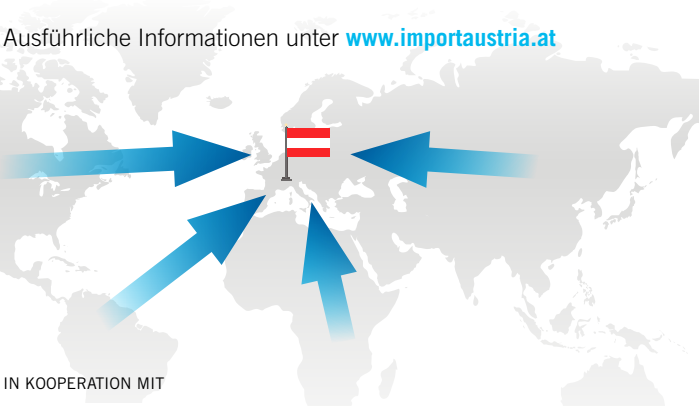 Ausführliche Informationen unter www.importaustria.at
IN KOOPERATION MIT